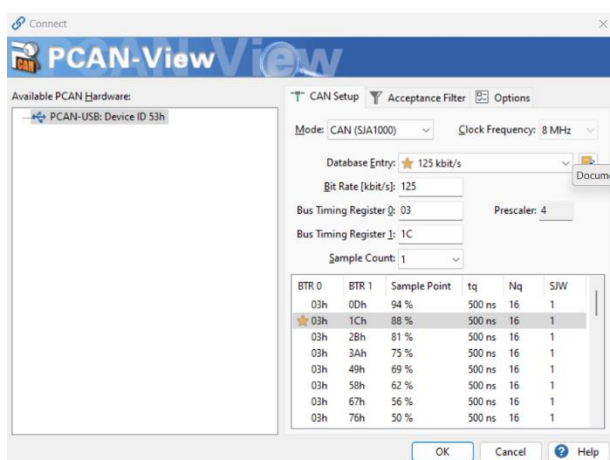 Connect
PCAN-View
Available PCAN Hardware:
PCAN-USB: Device ID 53h
CAN Setup Acceptance Filter Options
Mode: CAN (SJA1000) Clock Frequency: 8 MHz
Database Entry: 125 kbit/s
Docume
Bit Rate [kbit/s]: 125
Bus Timing Register 0: 03 Prescaler: 4
Bus Timing Register 1: 1C
Sample Count: 1
BTR 0 BTR 1 Sample Point tq Nq SJW
03h 0Dh 94 % 500 ns 16 1
03h 1Ch 88 % 500 ns 16 1
03h 2Bh 81 % 500 ns 16 1
03h 3Ah 75 % 500 ns 16 1
03h 49h 69 % 500 ns 16 1
03h 58h 62 % 500 ns 16 1
03h 67h 56 % 500 ns 16 1
03h 76h 50 % 500 ns 16 1
OK Cancel Help